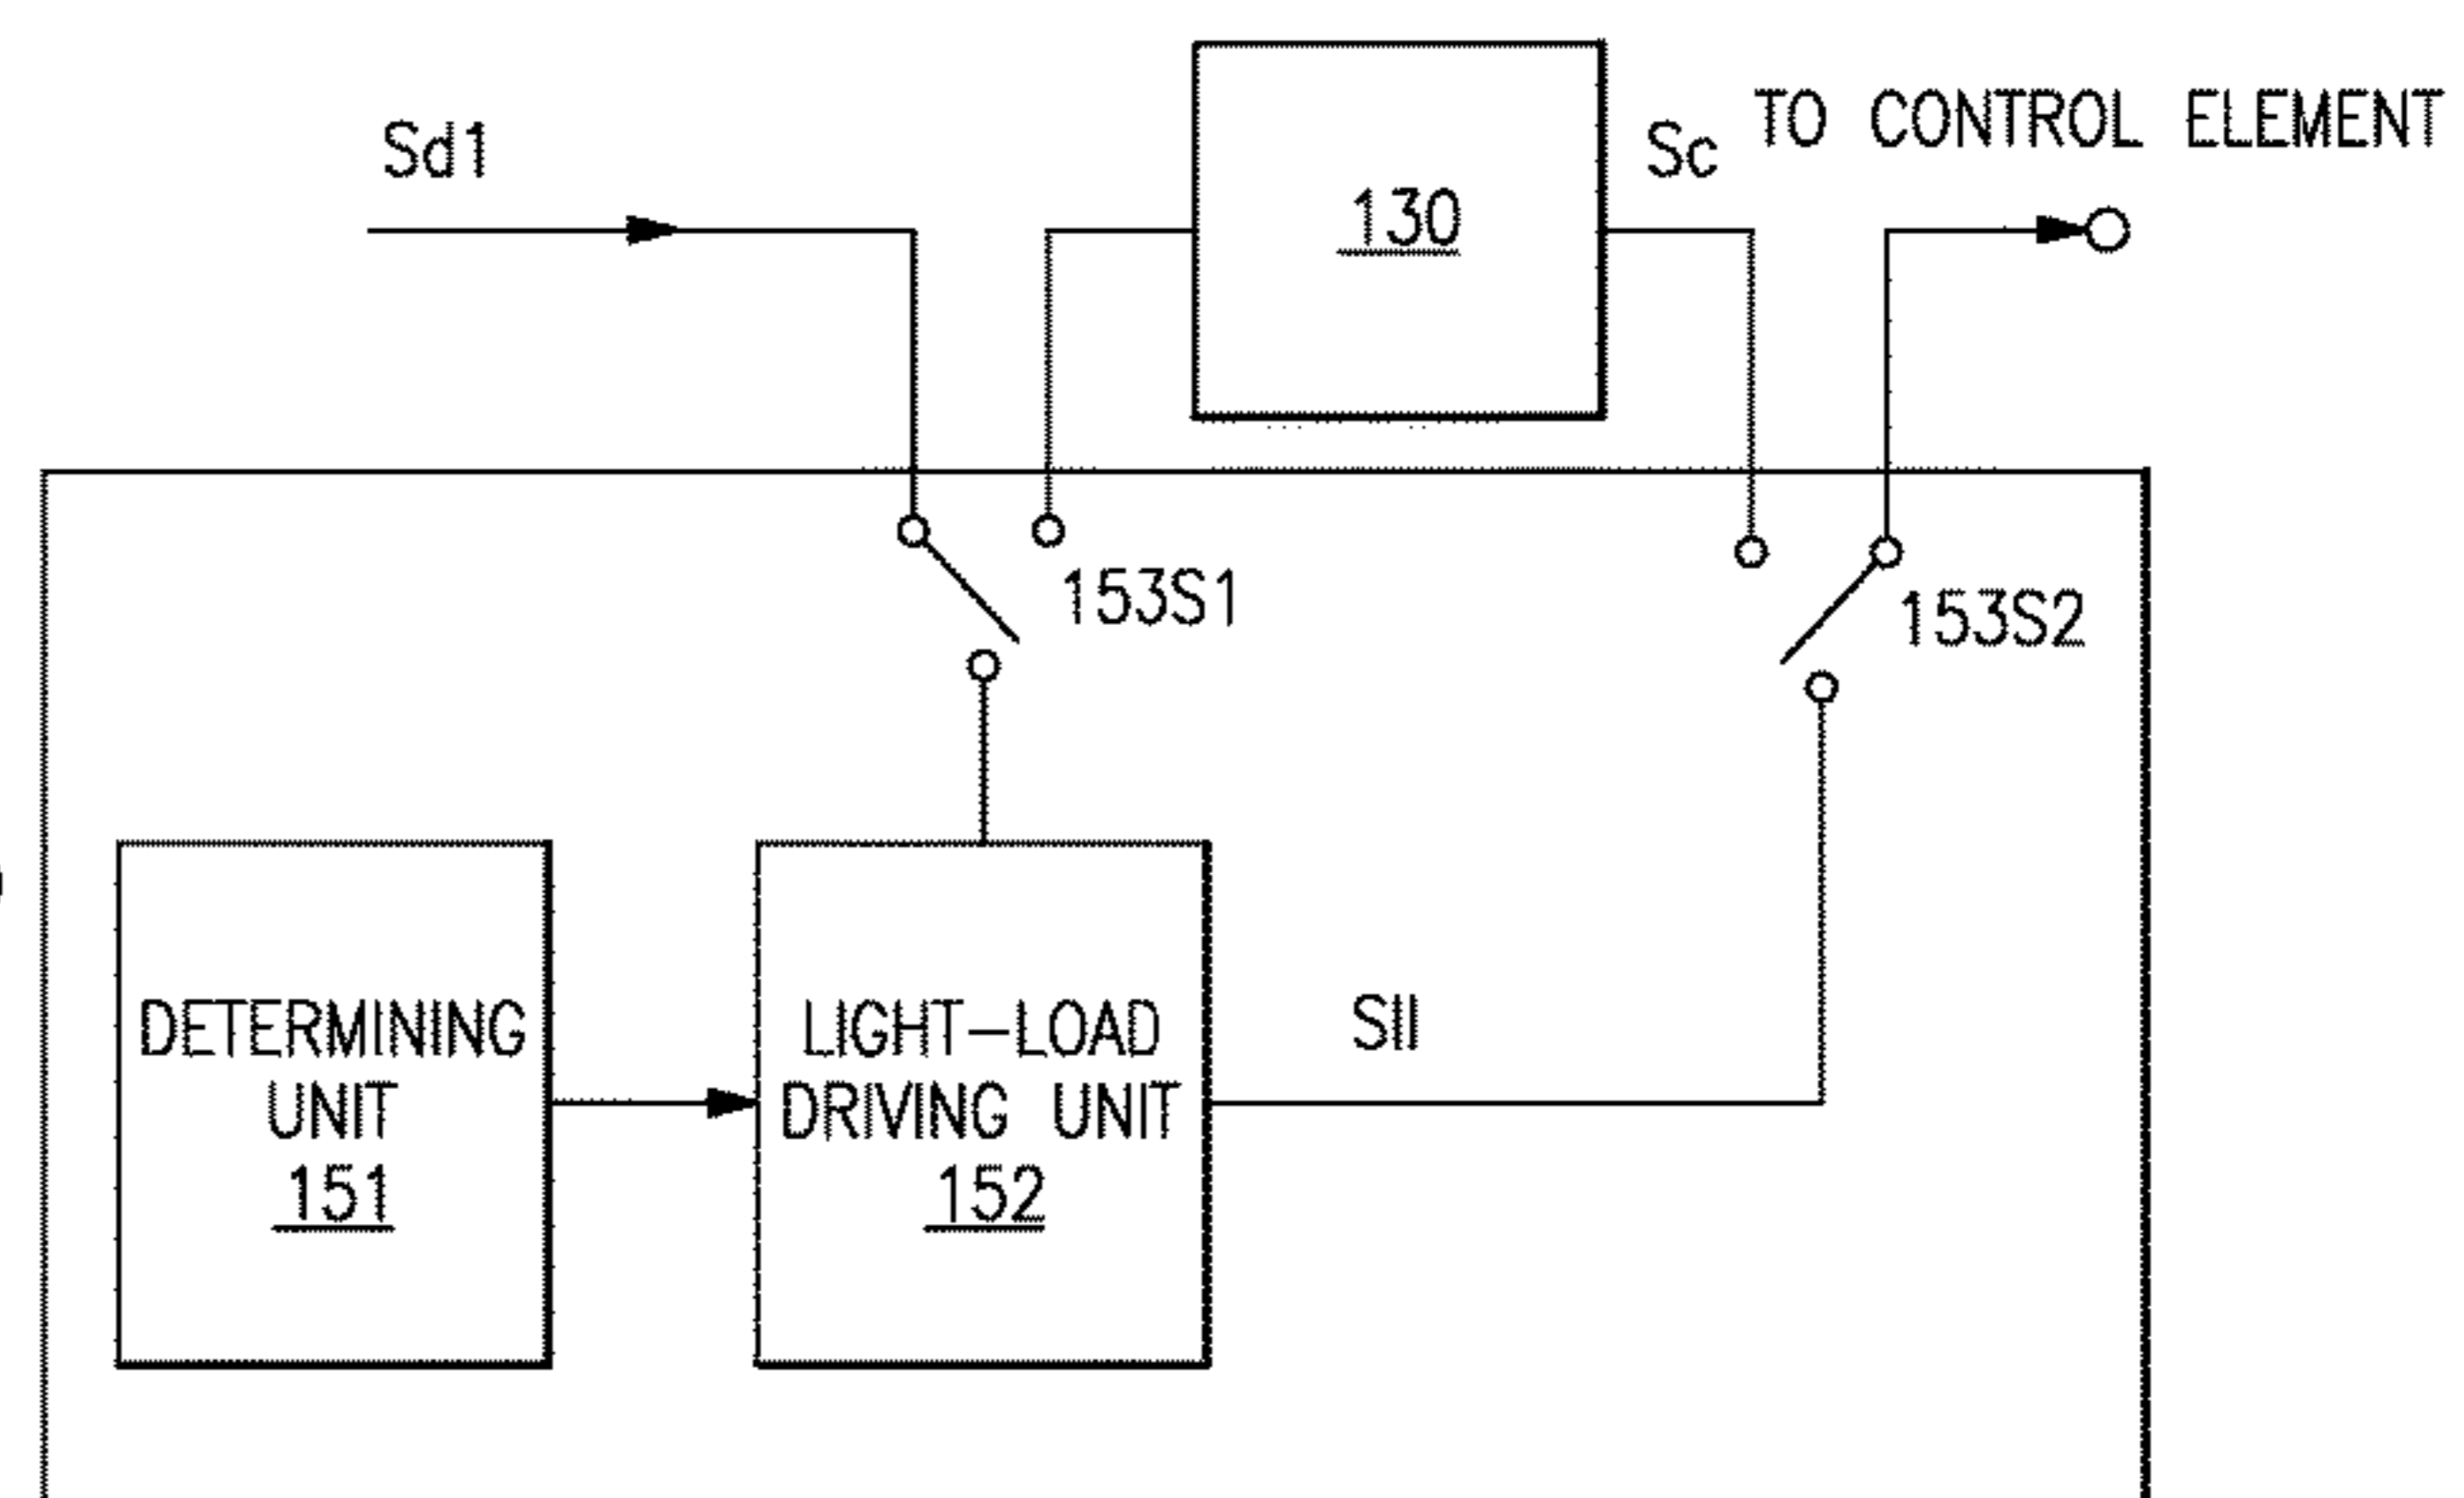 Sd1
130
Sc
TO CONTROL ELEMENT
153S1
153S2
DETERMINING
UNIT
151
LIGHT-LOAD
DRIVING UNIT
152
Sll